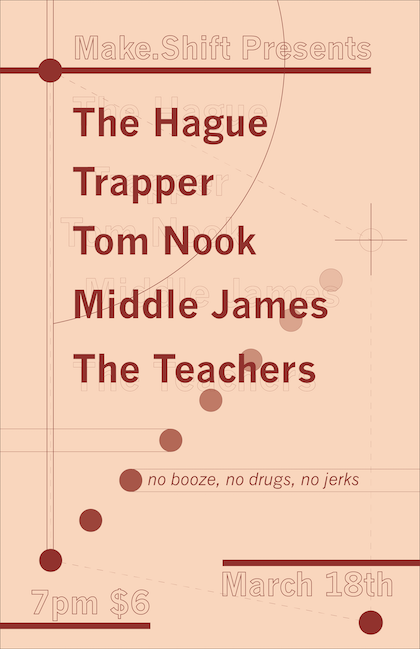 Make.Shift Presents
The Hague
Trapper
Tom Nook
Middle James
The Teachers
no booze, no drugs, no jerks
March 18th
7pm $6